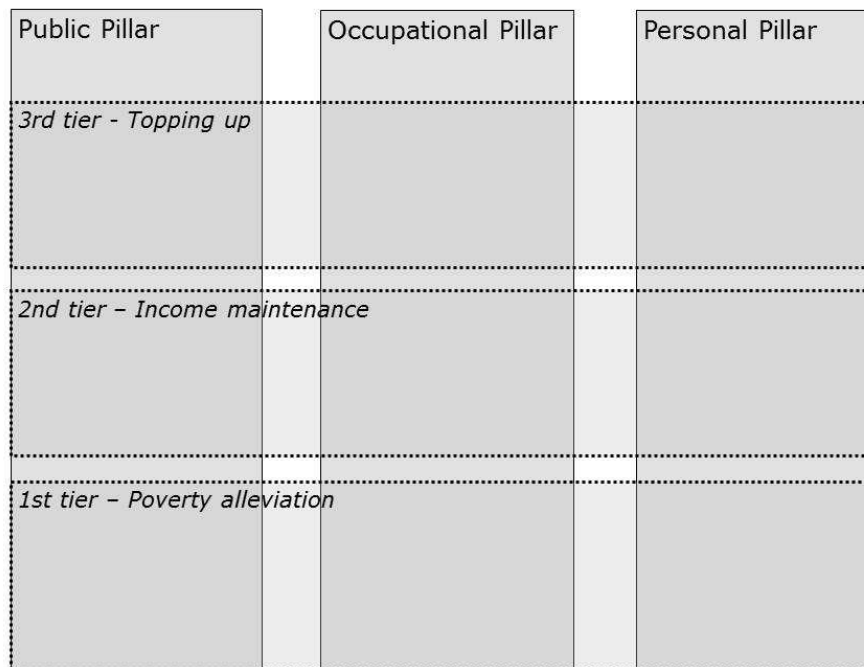 Public Pillar
Occupational Pillar
Personal Pillar
3rd tier - Topping up
2nd tier – Income maintenance
1st tier – Poverty alleviation